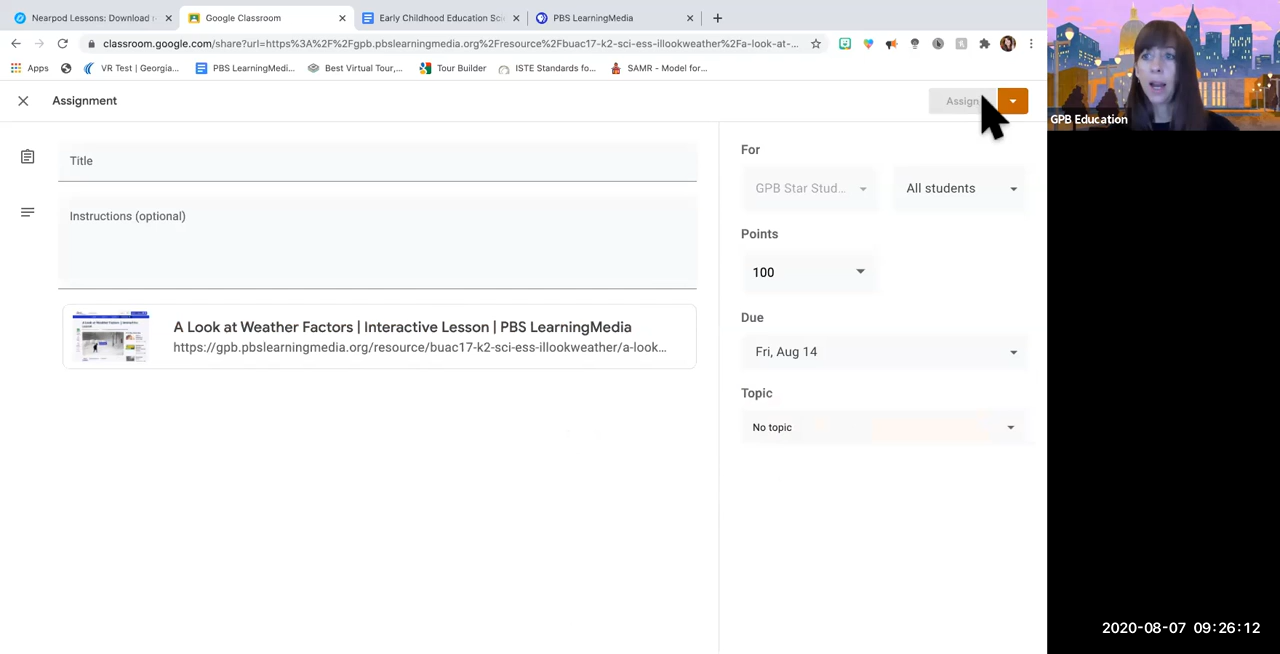 Nearpod Lessons: Download r
Google Classroom
Early Childhood Education Sci
PBS LearningMedia
classroom.google.com/share?url=https%3A%2F%2Fgpb.pbslearningmedia.org%2Fresource%2Fbuac17-k2-sci-ess-illookweather%2Fa-look-at-...
Apps
VR Test | Georgia...
PBS LearningMedi...
Best Virtual Tour,...
Tour Builder
ISTE Standards fo...
SAMR - Model for...
GPB Education
Assignment
Assign
Title
Instructions (optional)
A Look at Weather Factors | Interactive Lesson | PBS LearningMedia
https://gpb.pbslearningmedia.org/resource/buac17-k2-sci-ess-illookweather/a-look...
For
GPB Star Stud...
All students
Points
100
Due
Fri, Aug 14
Topic
No topic
2020-08-07 09:26:12